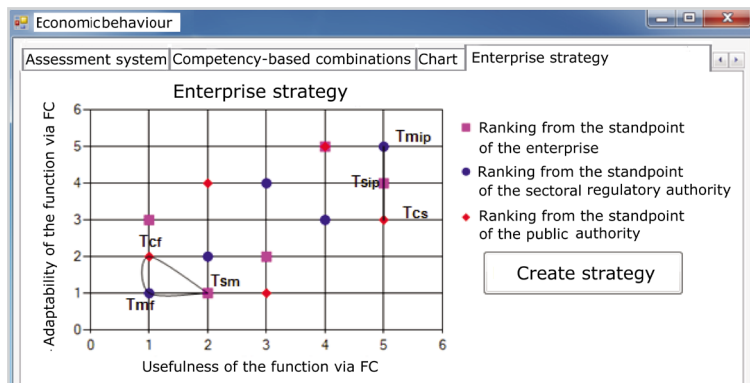 Economicbehaviour
Assessment system Competency-based combinations Chart Enterprise strategy
Enterprise strategy
Adaptability of the function via FC
6
5
4
3
2
1
0
0 1 2 3 4 5 6
Usefulness of the function via FC
Tmip
Tsip
Tcs
Tcf
Tsm
Tmf
Ranking from the standpoint
of the enterprise
Ranking from the standpoint
of the sectoral regulatory authority
Ranking from the standpoint
of the public authority
Create strategy